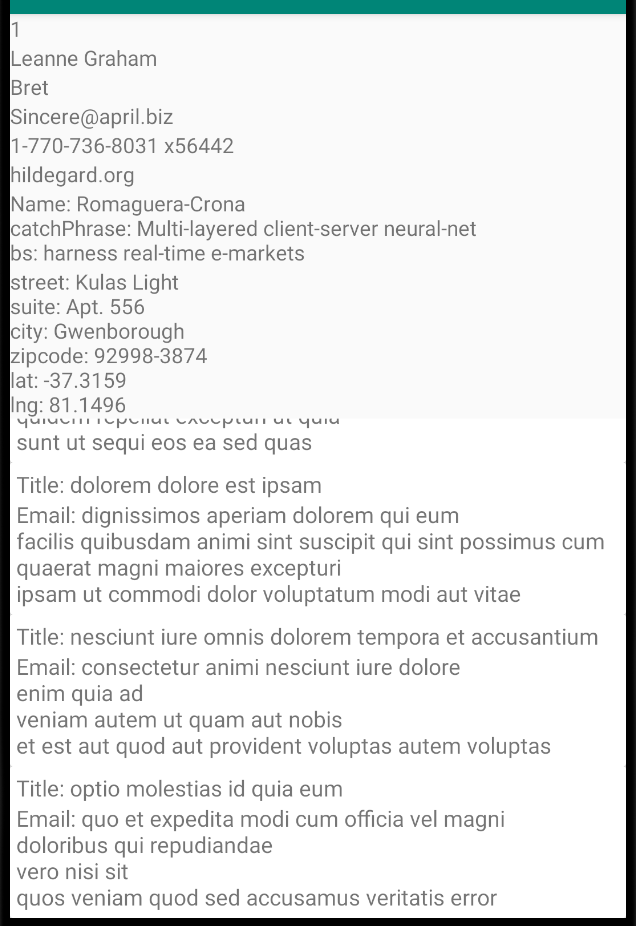 1
Leanne Graham
Bret
Sincere@april.biz
1-770-736-8031 x56442
hildegard.org
Name: Romaguera-Crona
catchPhrase: Multi-layered client-server neural-net
bs: harness real-time e-markets
street: Kulas Light
suite: Apt. 556
city: Gwenborough
zipcode: 92998-3874
lat: -37.3159
lng: 81.1496
quidem repellat excepturi ut quia
sunt ut sequi eos ea sed quas
Title: dolorem dolore est ipsam
Email: dignissimos aperiam dolorem qui eum
facilis quibusdam animi sint suscipit qui sint possimus cum
quaerat magni maiores excepturi
ipsam ut commodi dolor voluptatum modi aut vitae
Title: nesciunt iure omnis dolorem tempora et accusantium
Email: consectetur animi nesciunt iure dolore
enim quia ad
veniam autem ut quam aut nobis
et est aut quod aut provident voluptas autem voluptas
Title: optio molestias id quia eum
Email: quo et expedita modi cum officia vel magni
doloribus qui repudiandae
vero nisi sit
quos veniam quod sed accusamus veritatis error